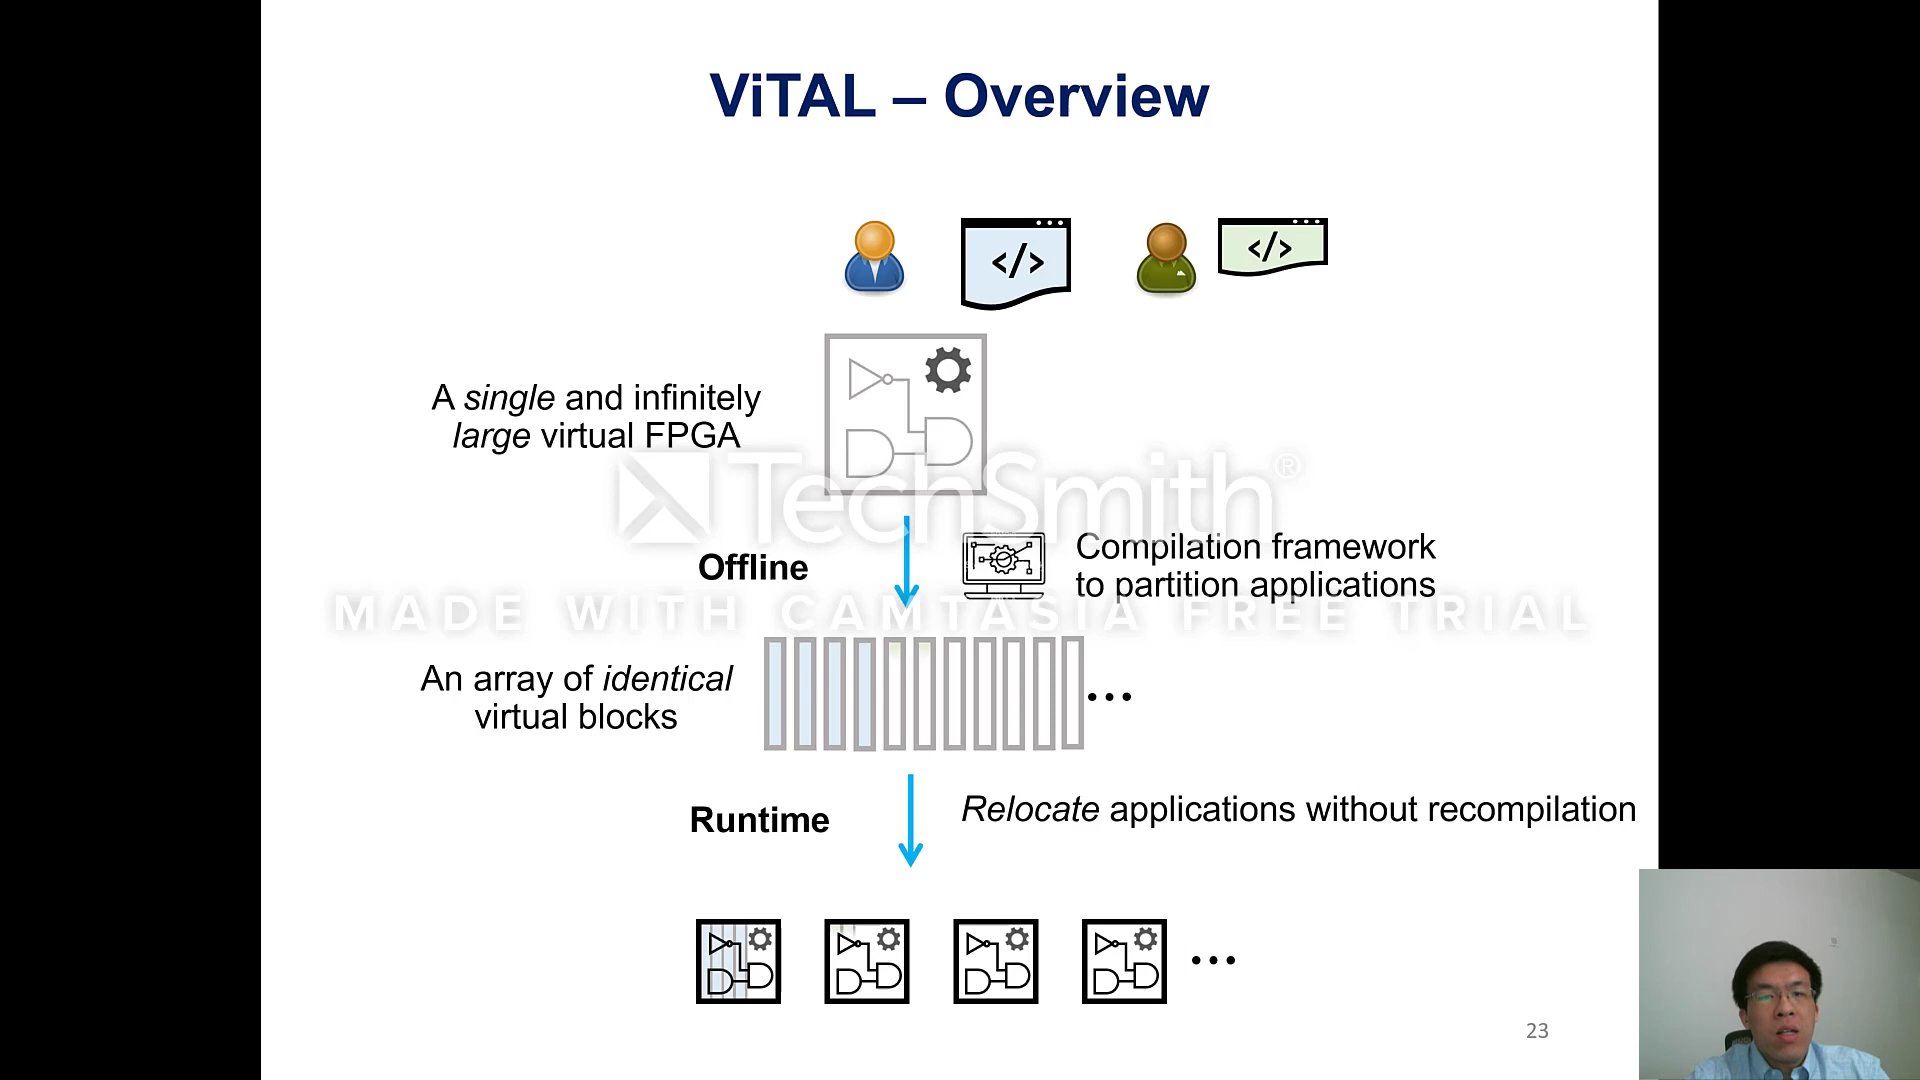 ViTAL – Overview
</>
</>
A single and infinitely
large virtual FPGA
TechSmith®
Offline
Compilation framework
to partition applications
MADE WITH CAMTASIA FREE TRIAL
An array of identical
virtual blocks
...
Runtime
Relocate applications without recompilation
...
23